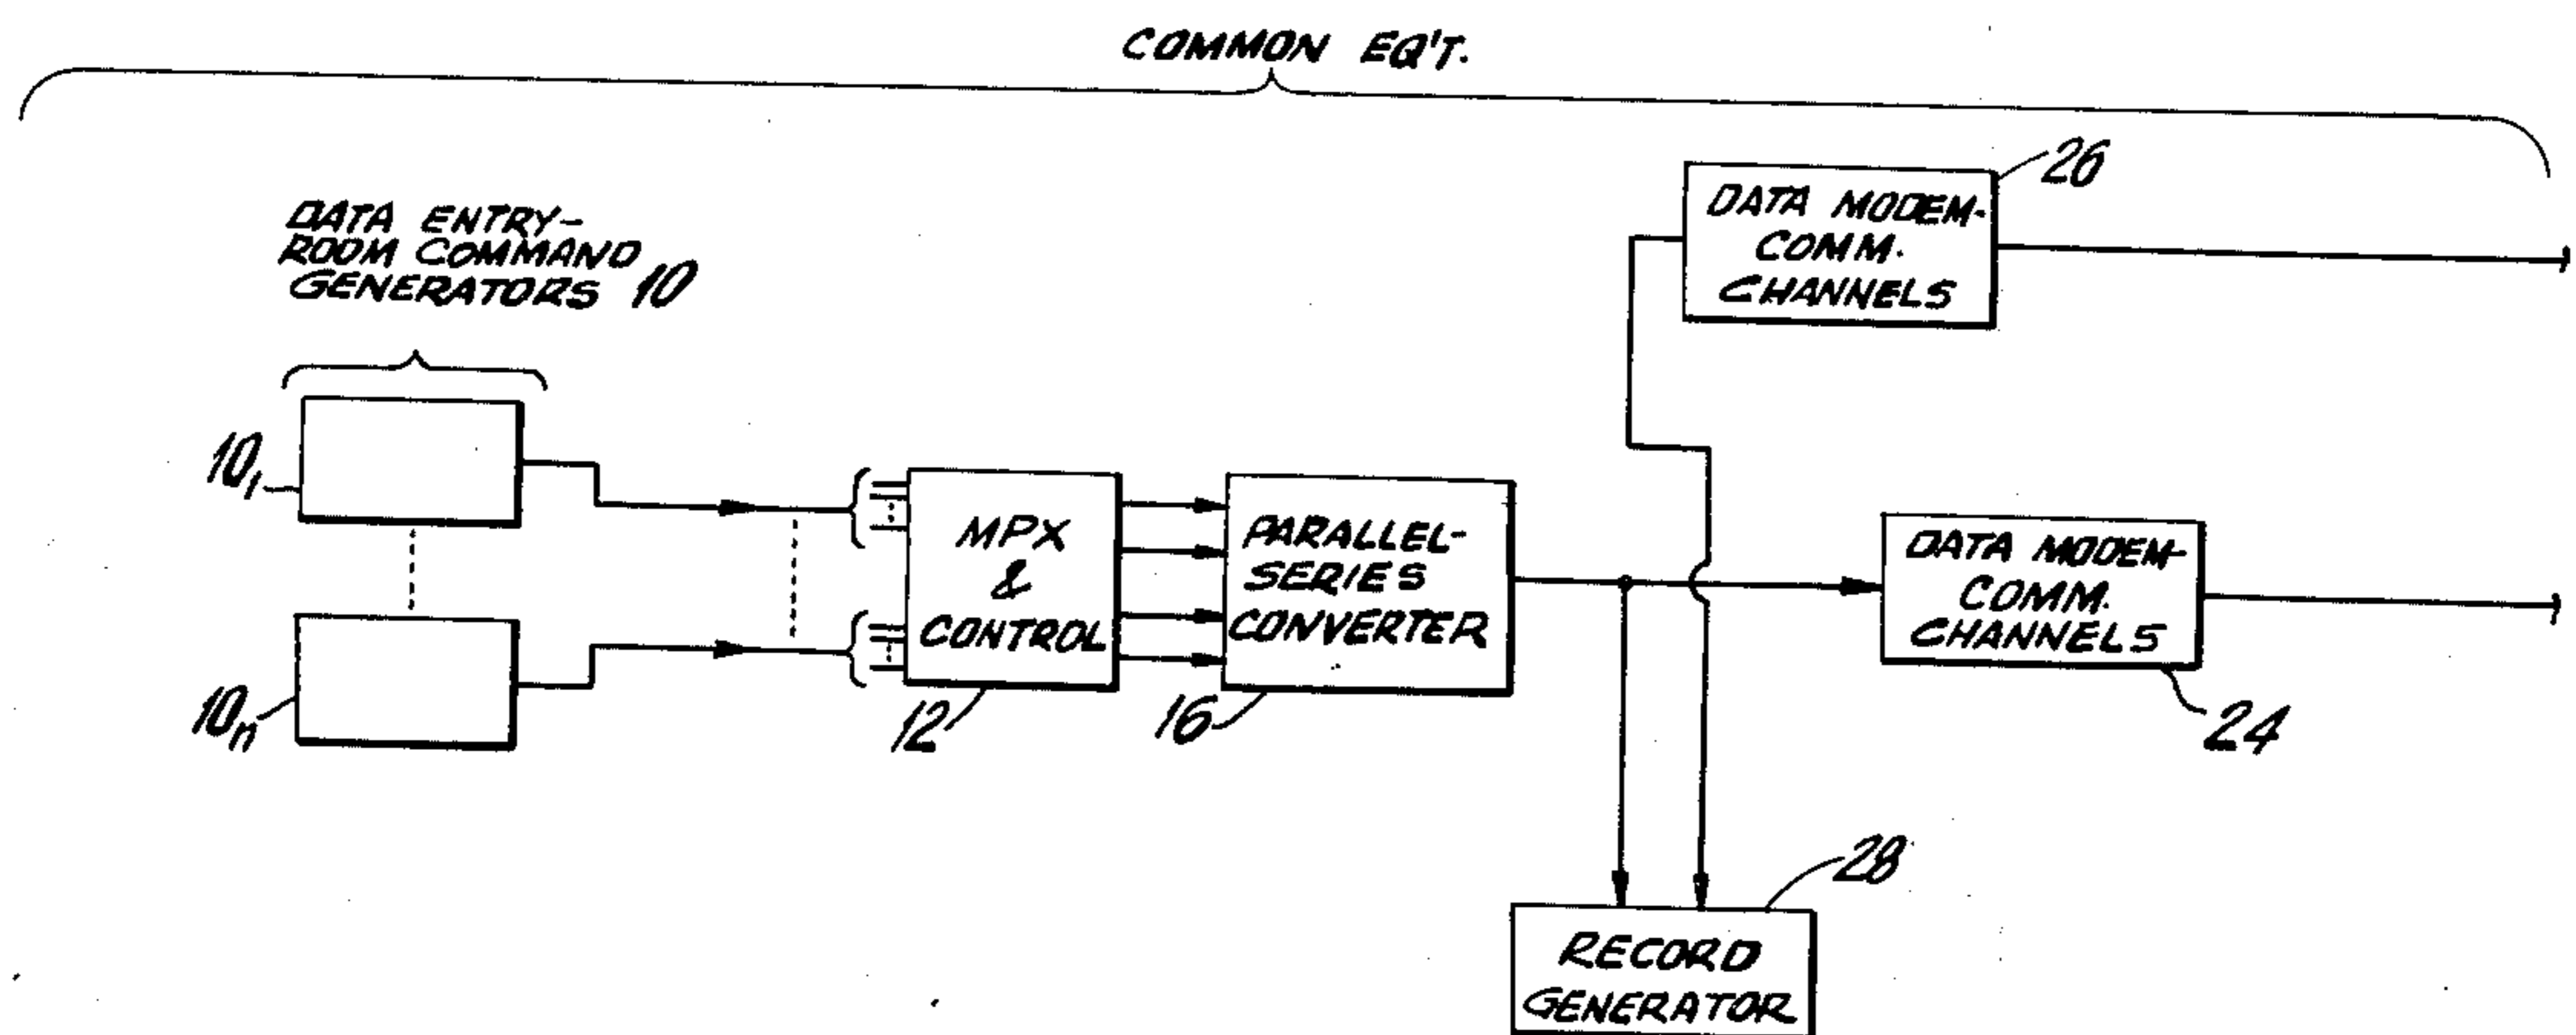 COMMON EQ'T.
26
DATA MODEM-
COMM.
CHANNELS
DATA ENTRY-
ROOM COMMAND
GENERATORS 10
10₁
MPX
&
CONTROL
PARALLEL-
SERIES
CONVERTER
DATA MODEM-
COMM.
CHANNELS
10ₙ
12
16
24
28
RECORD
GENERATOR